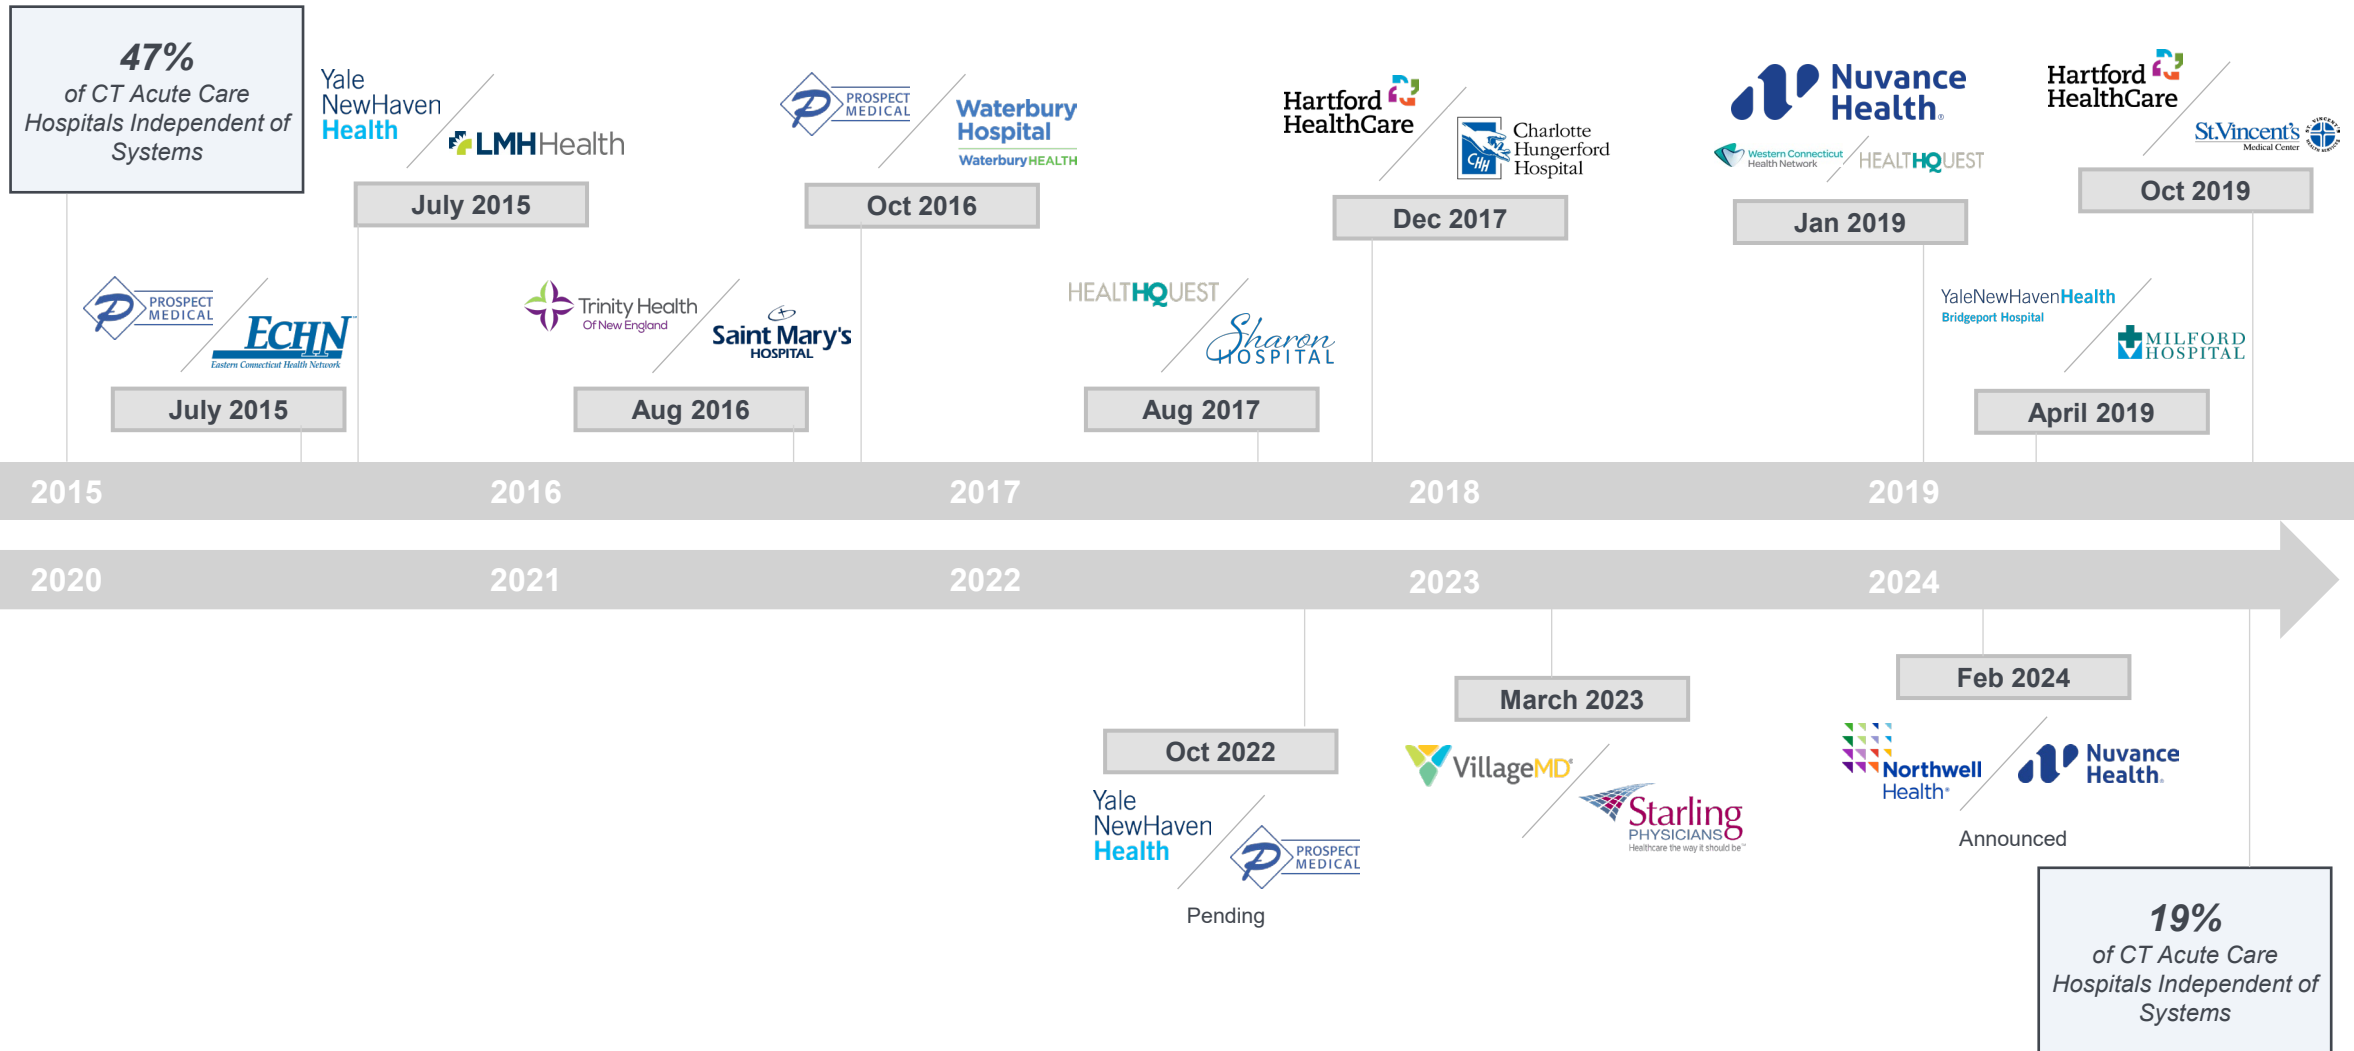 47%
of CT Acute Care
Hospitals Independent of
Systems
Yale
NewHaven
Health
LMHHealth
July 2015
PROSPECT
MEDICAL
Waterbury
Hospital
WaterburyHEALTH
Oct 2016
Hartford
HealthCare
CHH
Charlotte
Hungerford
Hospital
Dec 2017
Nuvance
Health®
Western Connecticut
Health Network
HEALTHQUEST
Jan 2019
Hartford
HealthCare
St.Vincent's
Medical Center
Oct 2019
P
PROSPECT
MEDICAL
ECHN
Eastern Connecticut Health Network
July 2015
Trinity Health
Of New England
Saint Mary's
HOSPITAL
Aug 2016
HEALTHQUEST
Sharon
HOSPITAL
Aug 2017
YaleNewHavenHealth
Bridgeport Hospital
MILFORD
HOSPITAL
April 2019
2015
2016
2017
2018
2019
2020
2021
2022
2023
2024
Oct 2022
Yale
NewHaven
Health
P
PROSPECT
MEDICAL
Pending
March 2023
VillageMD
Starling
PHYSICIANS
Healthcare the way it should be™
Feb 2024
Northwell
Health®
Nuvance
Health®
Announced
19%
of CT Acute Care
Hospitals Independent of
Systems